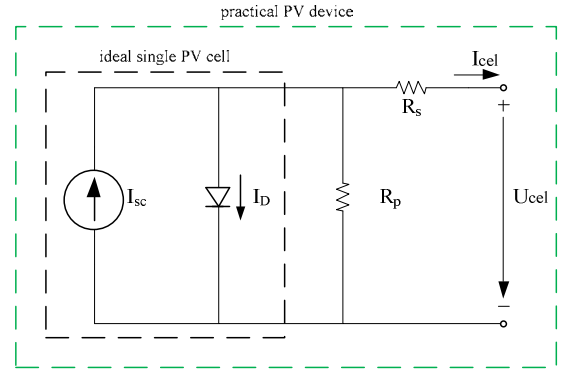 practical PV device
ideal single PV cell
Icel
Rs
+
Isc
ID
Rp
Ucel
−